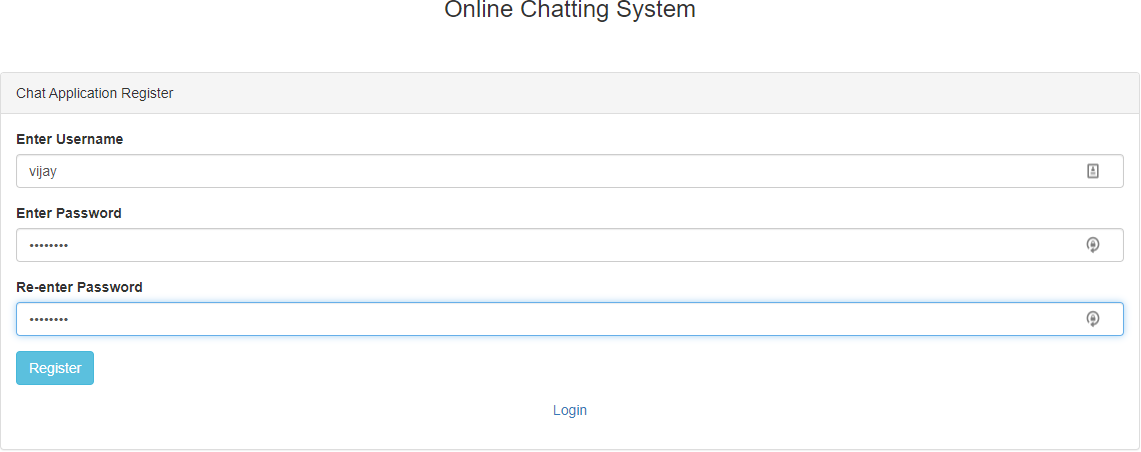 Online Chatting System
Chat Application Register
Enter Username
vijay
Enter Password
••••••••
Re-enter Password
••••••••
Register
Login